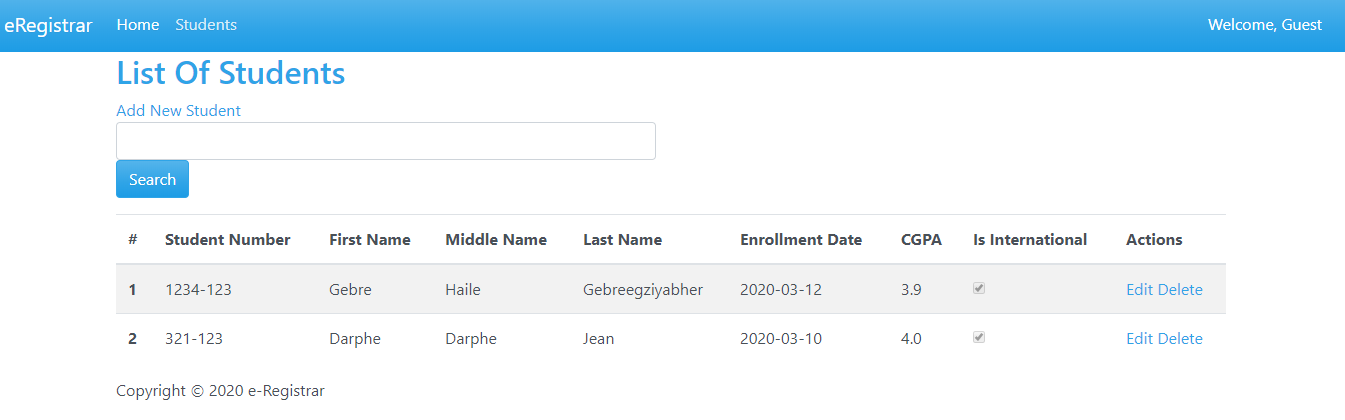 eRegistrar Home Students Welcome, Guest
List Of Students
Add New Student
Search
# Student Number First Name Middle Name Last Name Enrollment Date CGPA Is International Actions
1 1234-123 Gebre Haile Gebreegziyabher 2020-03-12 3.9 Edit Delete
2 321-123 Darphe Darphe Jean 2020-03-10 4.0 Edit Delete
Copyright © 2020 e-Registrar